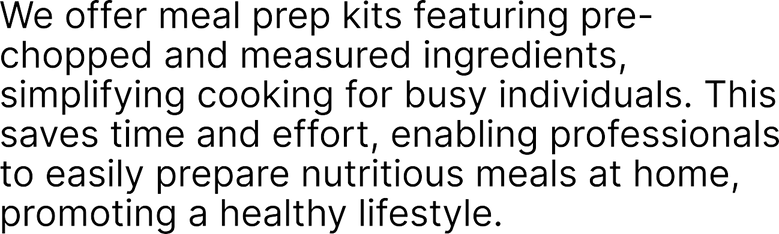 We offer meal prep kits featuring pre-
chopped and measured ingredients,
simplifying cooking for busy individuals. This
saves time and effort, enabling professionals
to easily prepare nutritious meals at home,
promoting a healthy lifestyle.